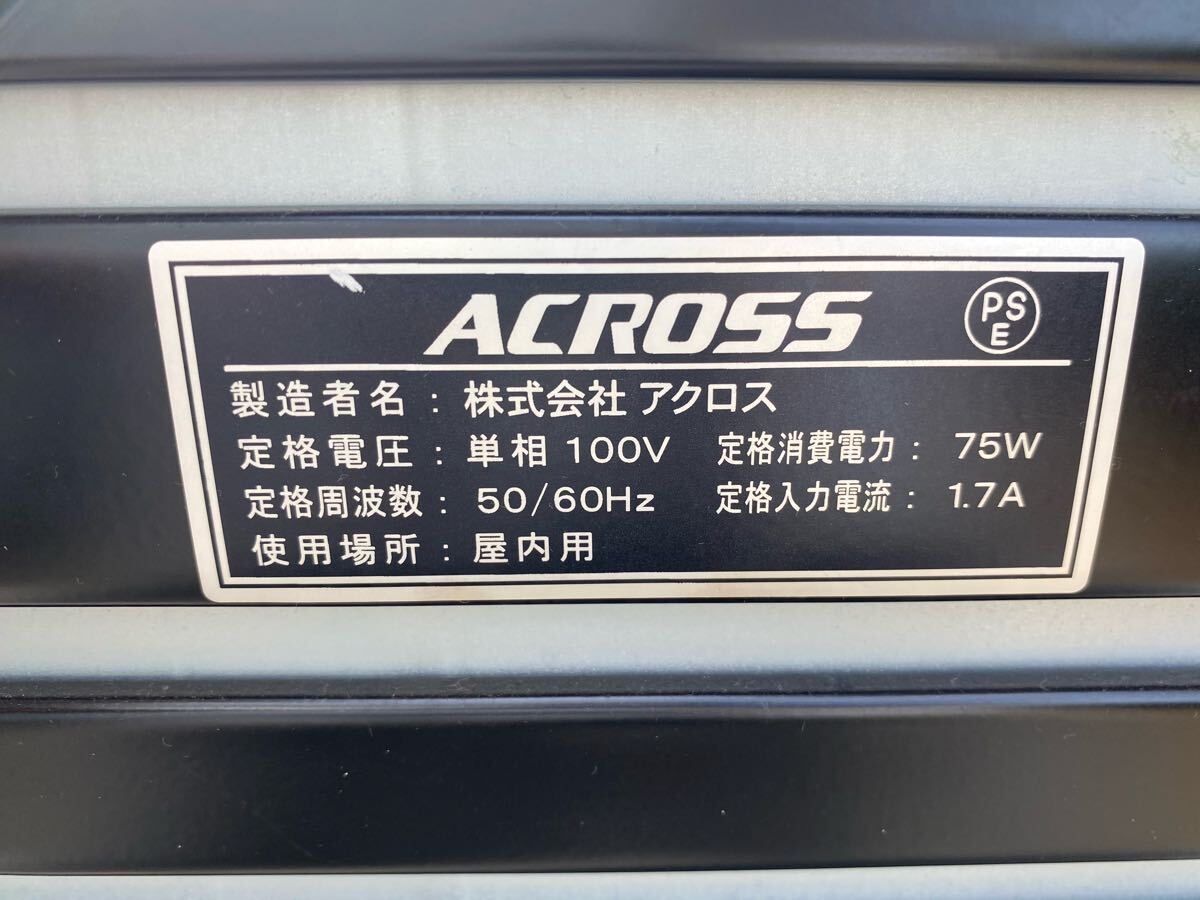 ACROSS
PS
E
製造者名：株式会社 アクロス
定格電圧：単相 100V 定格消費電力：75W
定格周波数：50/60Hz 定格入力電流：1.7A
使用場所：屋内用